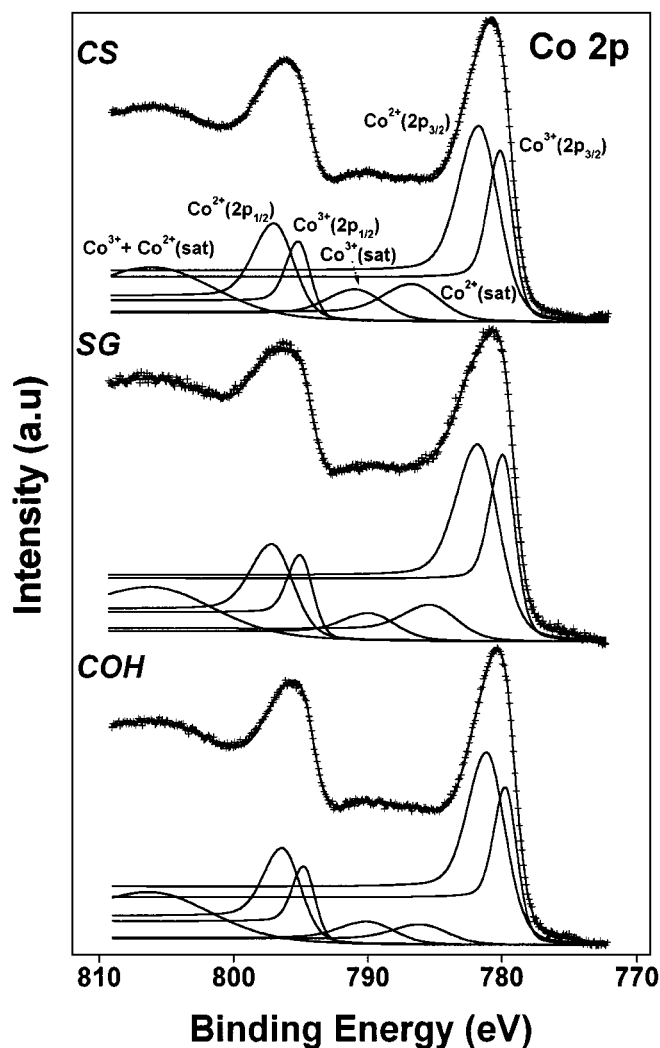 CS
Co 2p
Co²⁺(2p₃/₂)
Co³⁺(2p₃/₂)
Co²⁺(2p₁/₂)
Co³⁺(2p₁/₂)
Co³⁺+ Co²⁺(sat)
Co³⁺(sat)
Co²⁺(sat)
SG
COH
Intensity (a.u)
810 800 790 780 770
Binding Energy (eV)